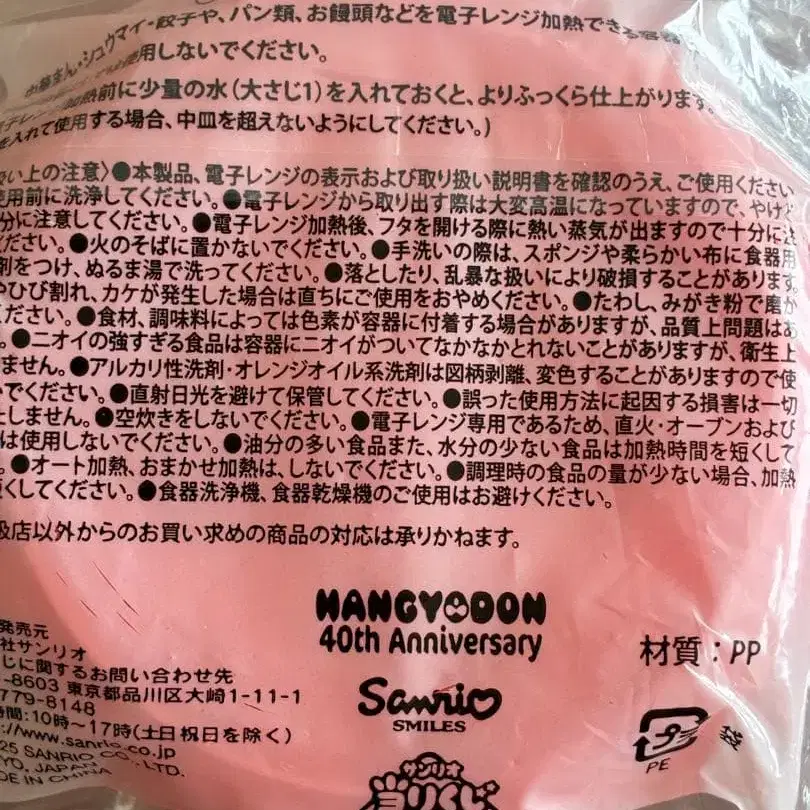 中華まん・シュウマイ・餃子や、パン類、お饅頭などを電子レンジ加熱できる容器
使用しないでください。
加熱前に少量の水(大さじ1)を入れておくと、よりふっくら仕上がります。
を入れて使用する場合、中皿を超えないようにしてください。)
扱い上の注意〉●本製品、電子レンジの表示および取り扱い説明書を確認のうえ、ご使用ください
使用前に洗浄してください。●電子レンジから取り出す際は大変高温になっていますので、やけど
分に注意してください。●電子レンジ加熱後、フタを開ける際に熱い蒸気が出ますので十分に注
ださい。●火のそばに置かないでください。●手洗いの際は、スポンジや柔らかい布に食器用
剤をつけ、ぬるま湯で洗ってください。●落としたり、乱暴な扱いにより破損することがあります。
やひび割れ、カケが発生した場合は直ちにご使用をおやめください。●たわし、みがき粉で磨か
ください。●食材、調味料によっては色素が容器に付着する場合がありますが、品質上問題はあ
。●ニオイの強すぎる食品は容器にニオイがついてなかなかとれないことがありますが、衛生上
ません。●アルカリ性洗剤・オレンジオイル系洗剤は図柄剥離、変色することがありますので使
いでください。●直射日光を避けて保管してください。●誤った使用方法に起因する損害は一切
たしません。●空炊きをしないでください。●電子レンジ専用であるため、直火・オーブンおよび
は使用しないでください。●油分の多い食品また、水分の少ない食品は加熱時間を短くして
。●オート加熱、おまかせ加熱は、しないでください。●調理時の食品の量が少ない場合、加熱
短くしてください。●食器洗浄機、食器乾燥機のご使用はお避けください。
扱店以外からのお買い求めの商品の対応は承りかねます。
HANGYODON
40th Anniversary
発売元
社サンリオ
じに関するお問い合わせ先
-8603 東京都品川区大崎1-11-1
779-8148
時間:10時〜17時(土日祝日を除く)
://www.sanrio.co.jp
25 SANRIO CO., LTD.
YO, JAPAN
DE IN CHINA
Sanrio
SMILES
サンリオ
当りくじ
材質:PP
プラ
PE
袋